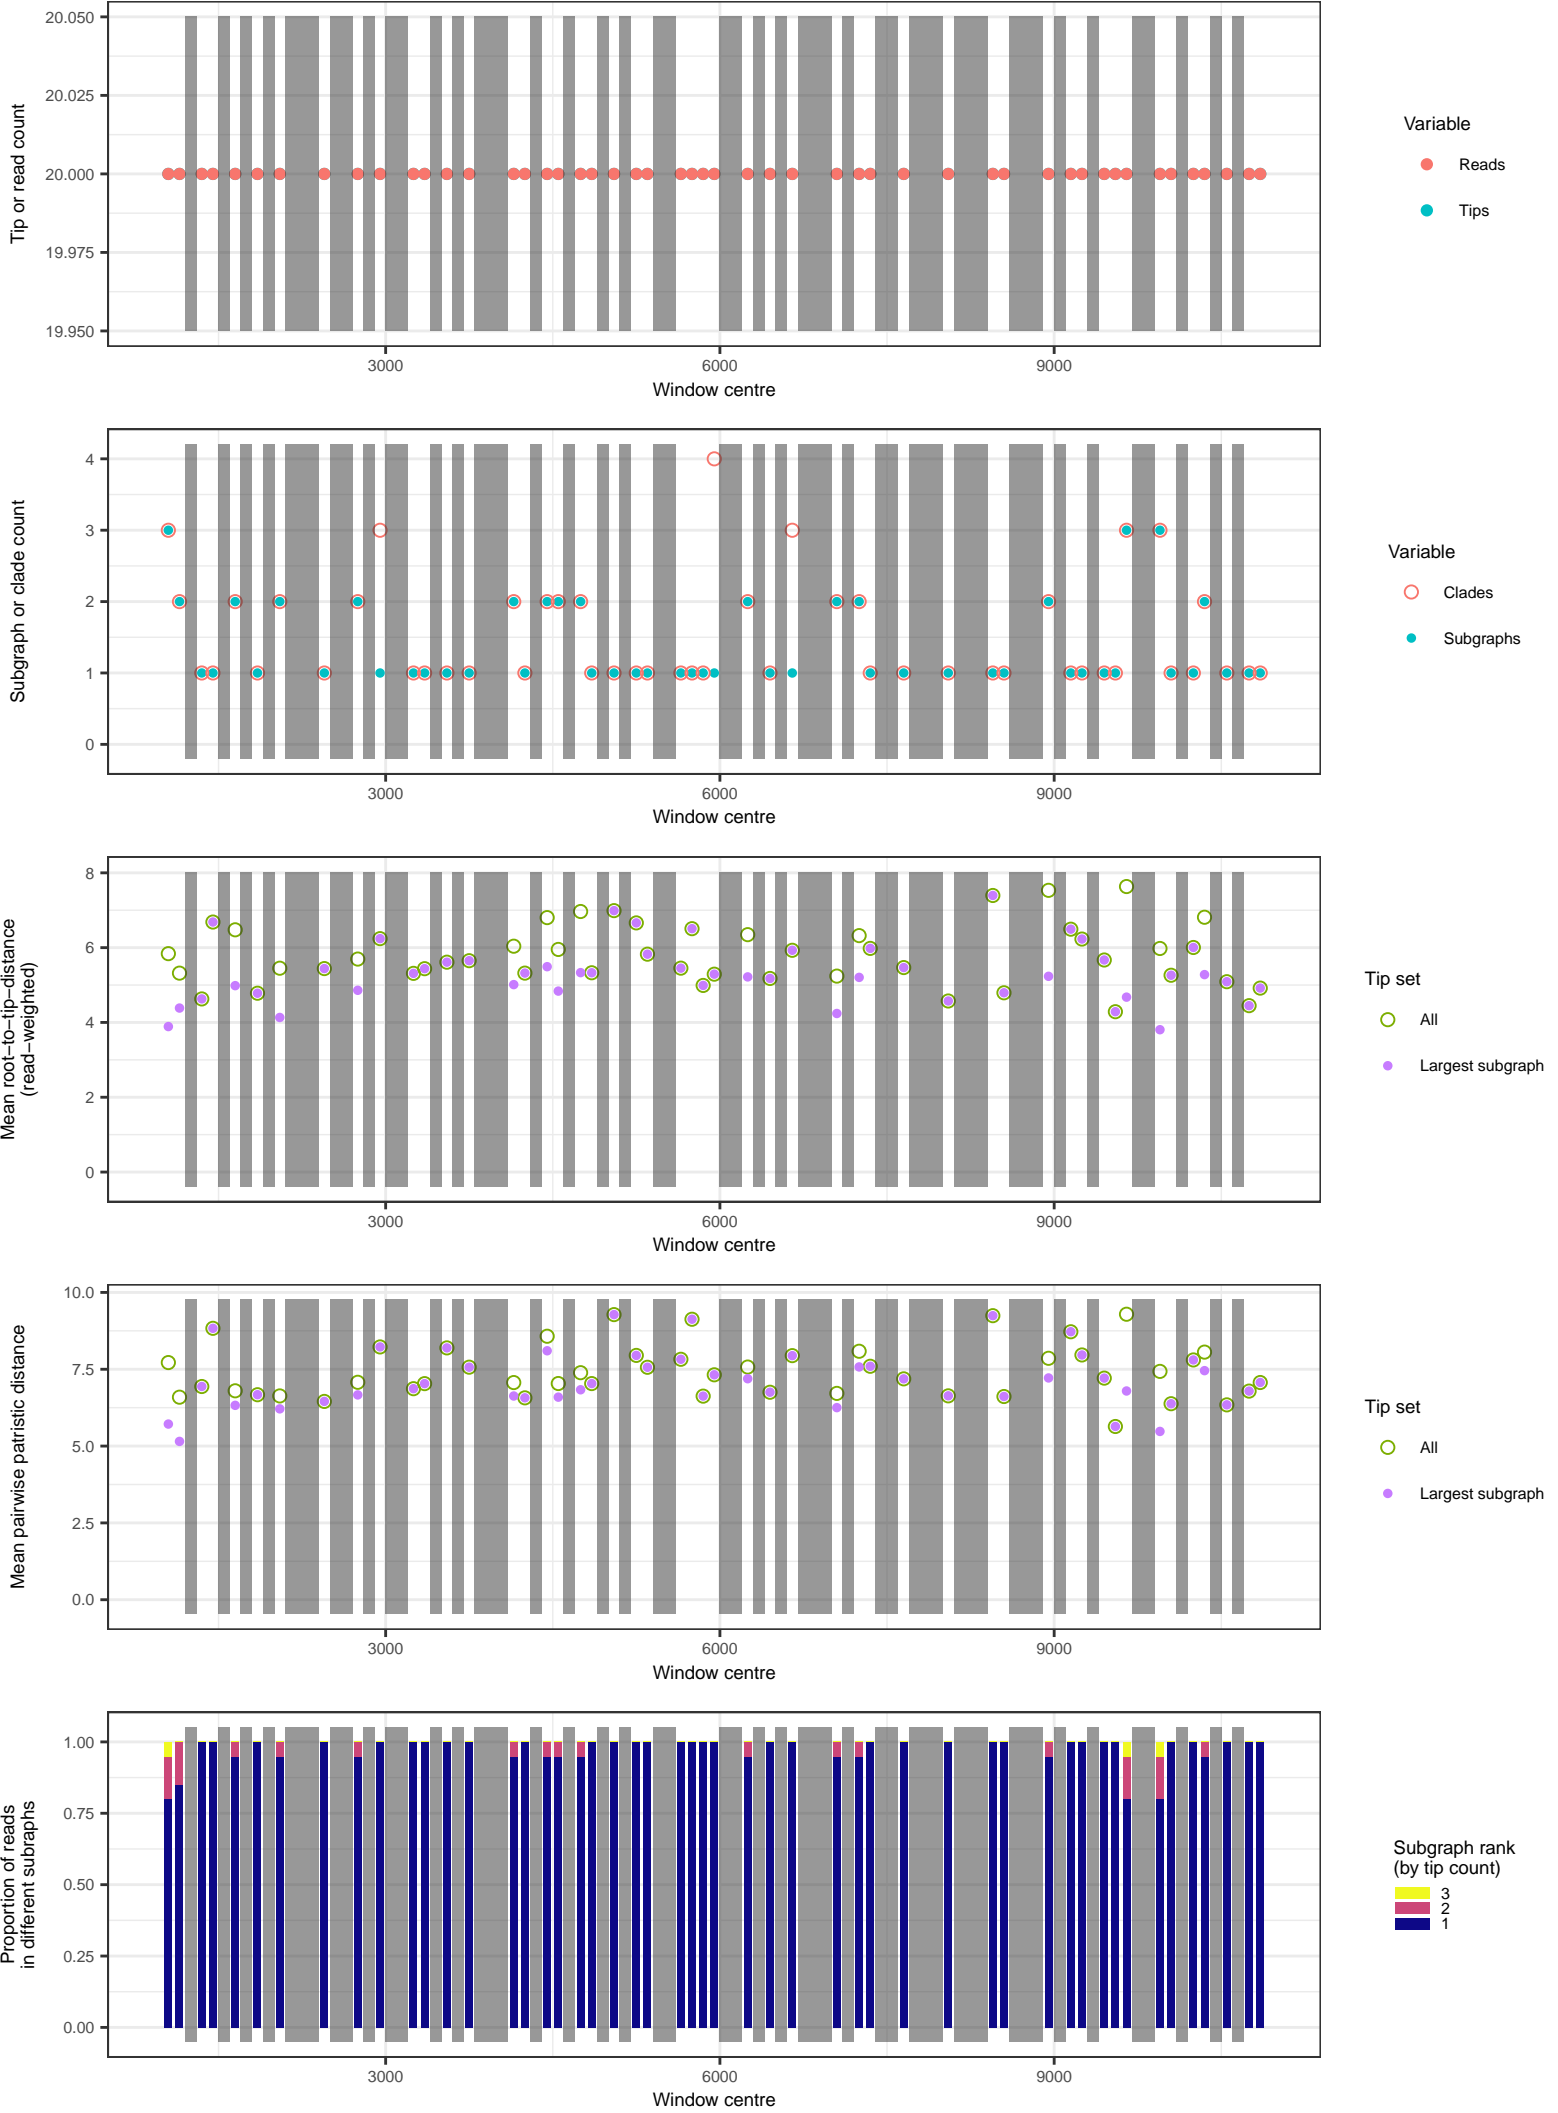 20.050
20.025
20.000
19.975
19.950
Tip or read count
3000 6000 9000
Window centre
Variable
Reads
Tips
4
3
2
1
0
Subgraph or clade count
3000 6000 9000
Window centre
Variable
Clades
Subgraphs
8
6
4
2
0
Mean root−to−tip−distance
(read−weighted)
3000 6000 9000
Window centre
Tip set
All
Largest subgraph
10.0
7.5
5.0
2.5
0.0
Mean pairwise patristic distance
3000 6000 9000
Window centre
Tip set
All
Largest subgraph
1.00
0.75
0.50
0.25
0.00
Proportion of reads
in different subraphs
3000 6000 9000
Window centre
Subgraph rank
(by tip count)
3
2
1